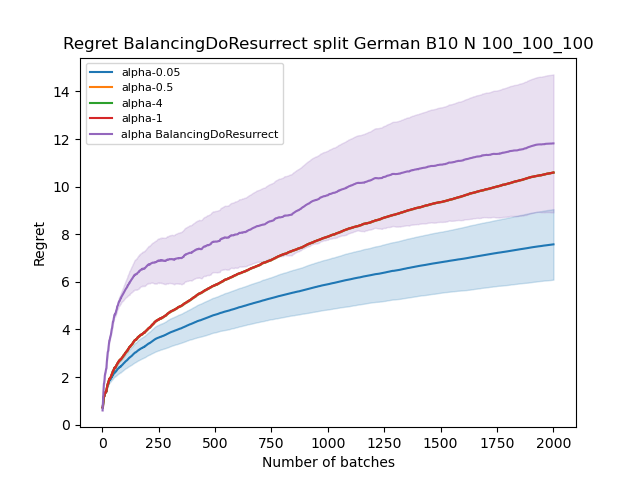 Regret BalancingDoResurrect split German B10 N 100_100_100
alpha-0.05
alpha-0.5
alpha-4
alpha-1
alpha BalancingDoResurrect
14
12
10
8
6
4
2
0
Regret
0 250 500 750 1000 1250 1500 1750 2000
Number of batches